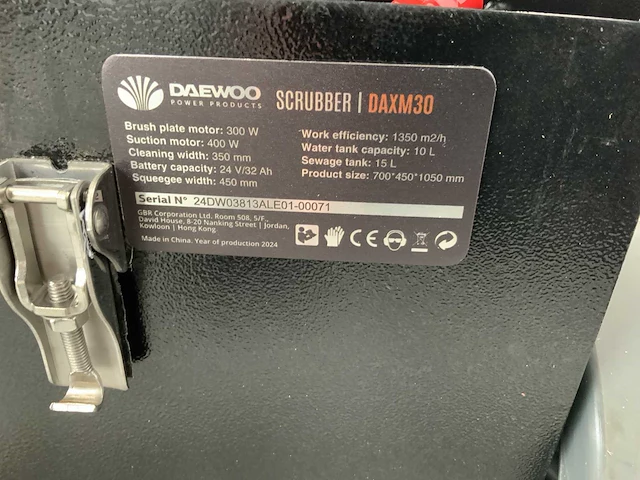 DAEWOO
POWER PRODUCTS
SCRUBBER | DAXM30
Brush plate motor: 300 W
Suction motor: 400 W
Cleaning width: 350 mm
Battery capacity: 24 V/32 Ah
Squeegee width: 450 mm
Work efficiency: 1350 m2/h
Water tank capacity: 10 L
Sewage tank: 15 L
Product size: 700*450*1050 mm
Serial N° 24DW03813ALE01-00071
GBR Corporation Ltd. Room 508, 5/F,
David House, 8-20 Nanking Street | Jordan,
Kowloon | Hong Kong
Made in China. Year of production 2024
CE